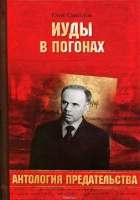 Олег Смыслов
ИУДЫ
В ПОГОНАХ
АНТОЛОГИЯ ПРЕДАТЕЛЬСТВА